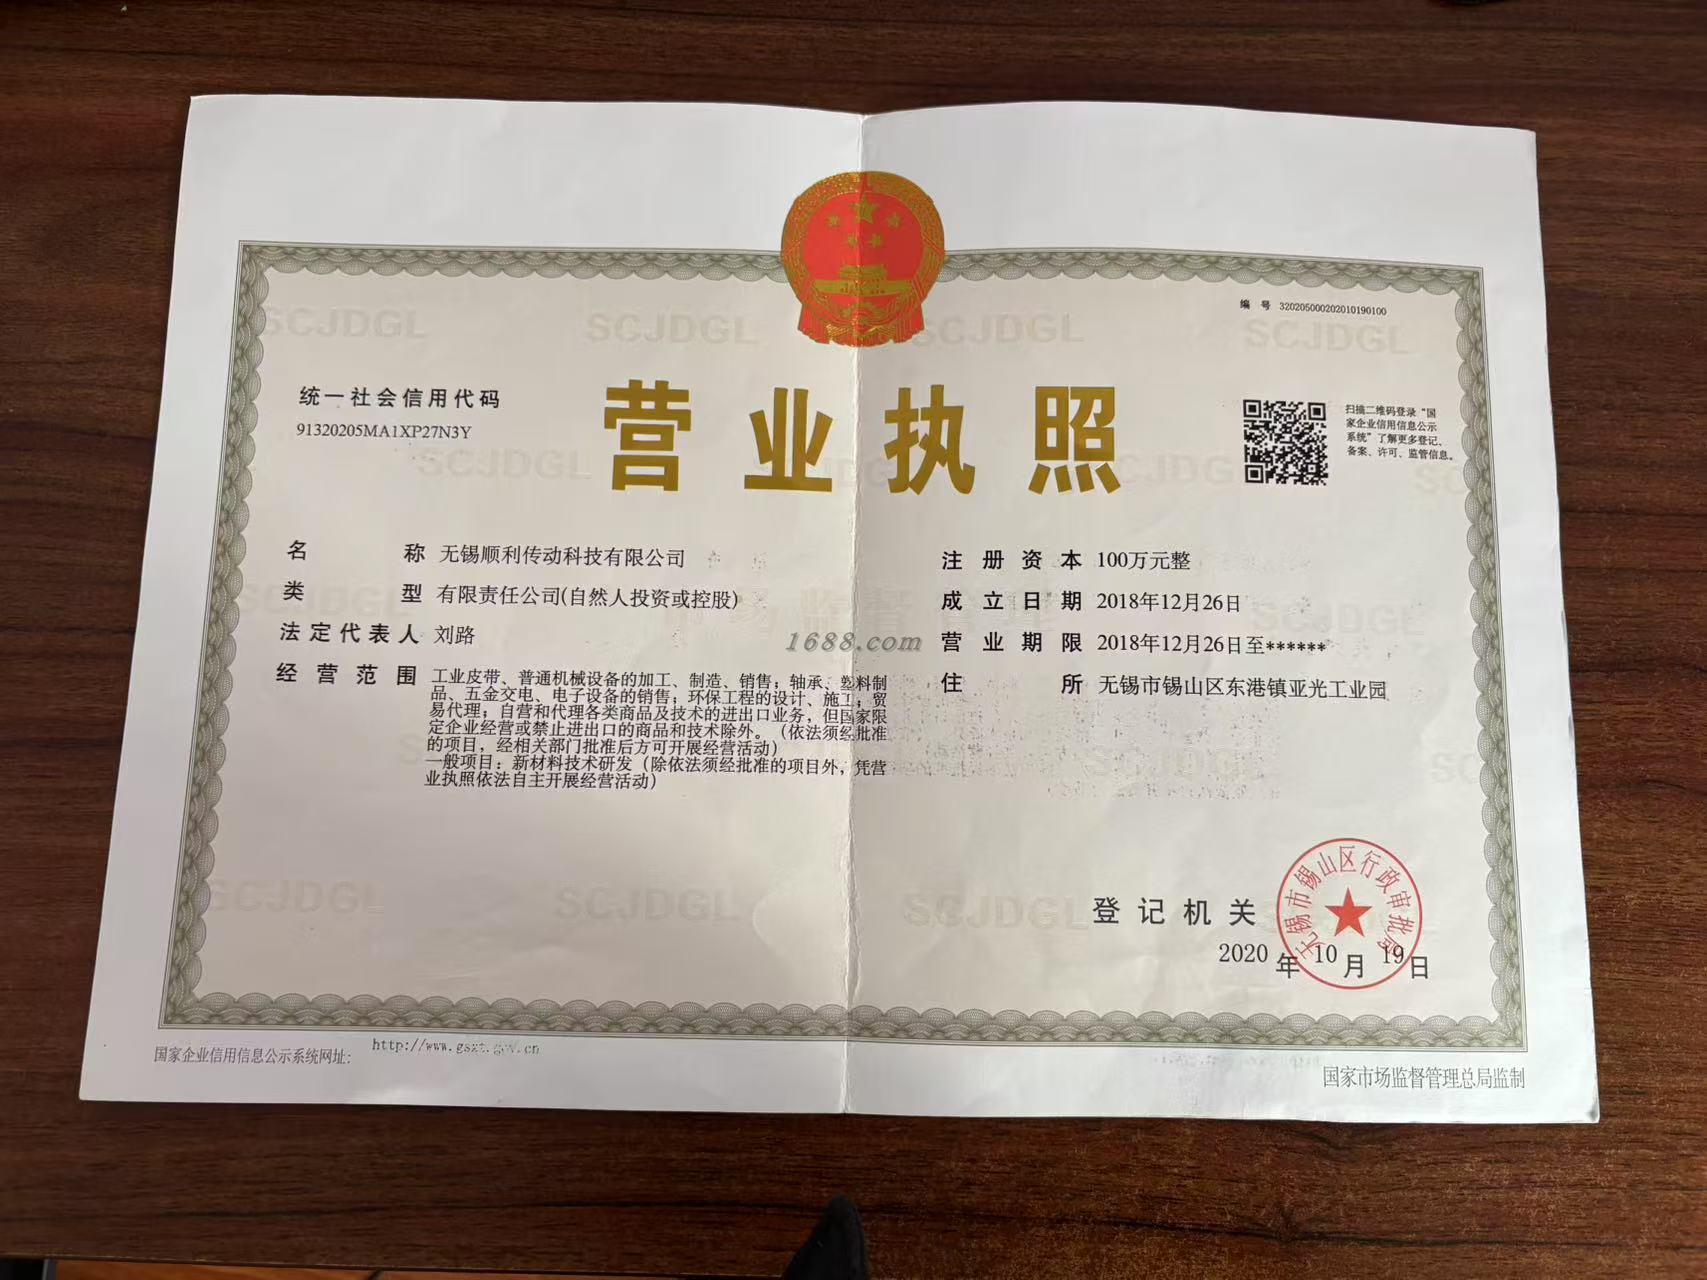 编 号 320205000202010190100
统一社会信用代码
91320205MA1XP27N3Y
营业执照
扫描二维码登录“国
家企业信用信息公示
系统”了解更多登记、
备案、许可、监管信息。
名 称 无锡顺利传动科技有限公司
类 型 有限责任公司(自然人投资或控股)
法定代表人 刘路
经营范围 工业皮带、普通机械设备的加工、制造、销售；轴承、塑料制
品、五金交电、电子设备的销售；环保工程的设计、施工；贸
易代理；自营和代理各类商品及技术的进出口业务，但国家限
定企业经营或禁止进出口的商品和技术除外。（依法须经批准
的项目，经相关部门批准后方可开展经营活动）
一般项目：新材料技术研发（除依法须经批准的项目外，凭营
业执照依法自主开展经营活动）
注册资本 100万元整
成立日期 2018年12月26日
营业期限 2018年12月26日至******
住 所 无锡市锡山区东港镇亚光工业园
1688.com
登记机关
无锡市锡山区行政审批局
2020 年 10 月 19 日
国家企业信用信息公示系统网址: http://www.gsxt.gov.cn
国家市场监督管理总局监制
SCJDGL SCJDGL SCJDGL SCJDGL